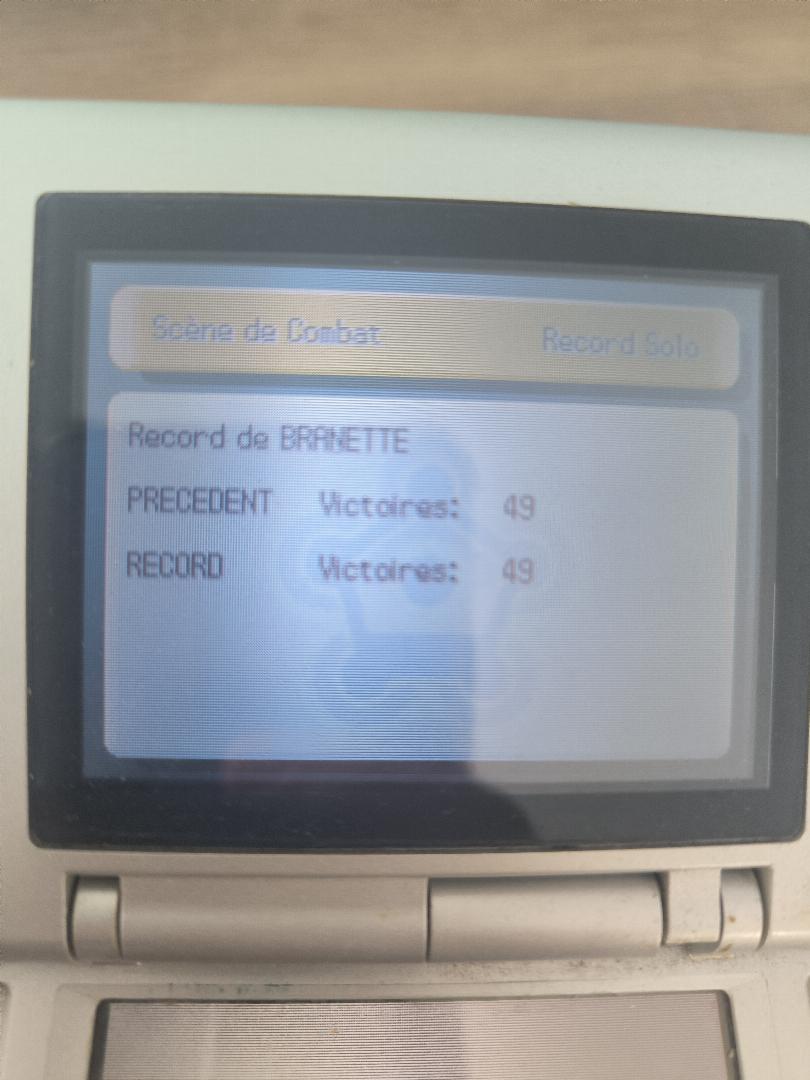 Scène de Combat Record Solo
Record de BRANETTE
PRECEDENT Victoires: 49
RECORD Victoires: 49